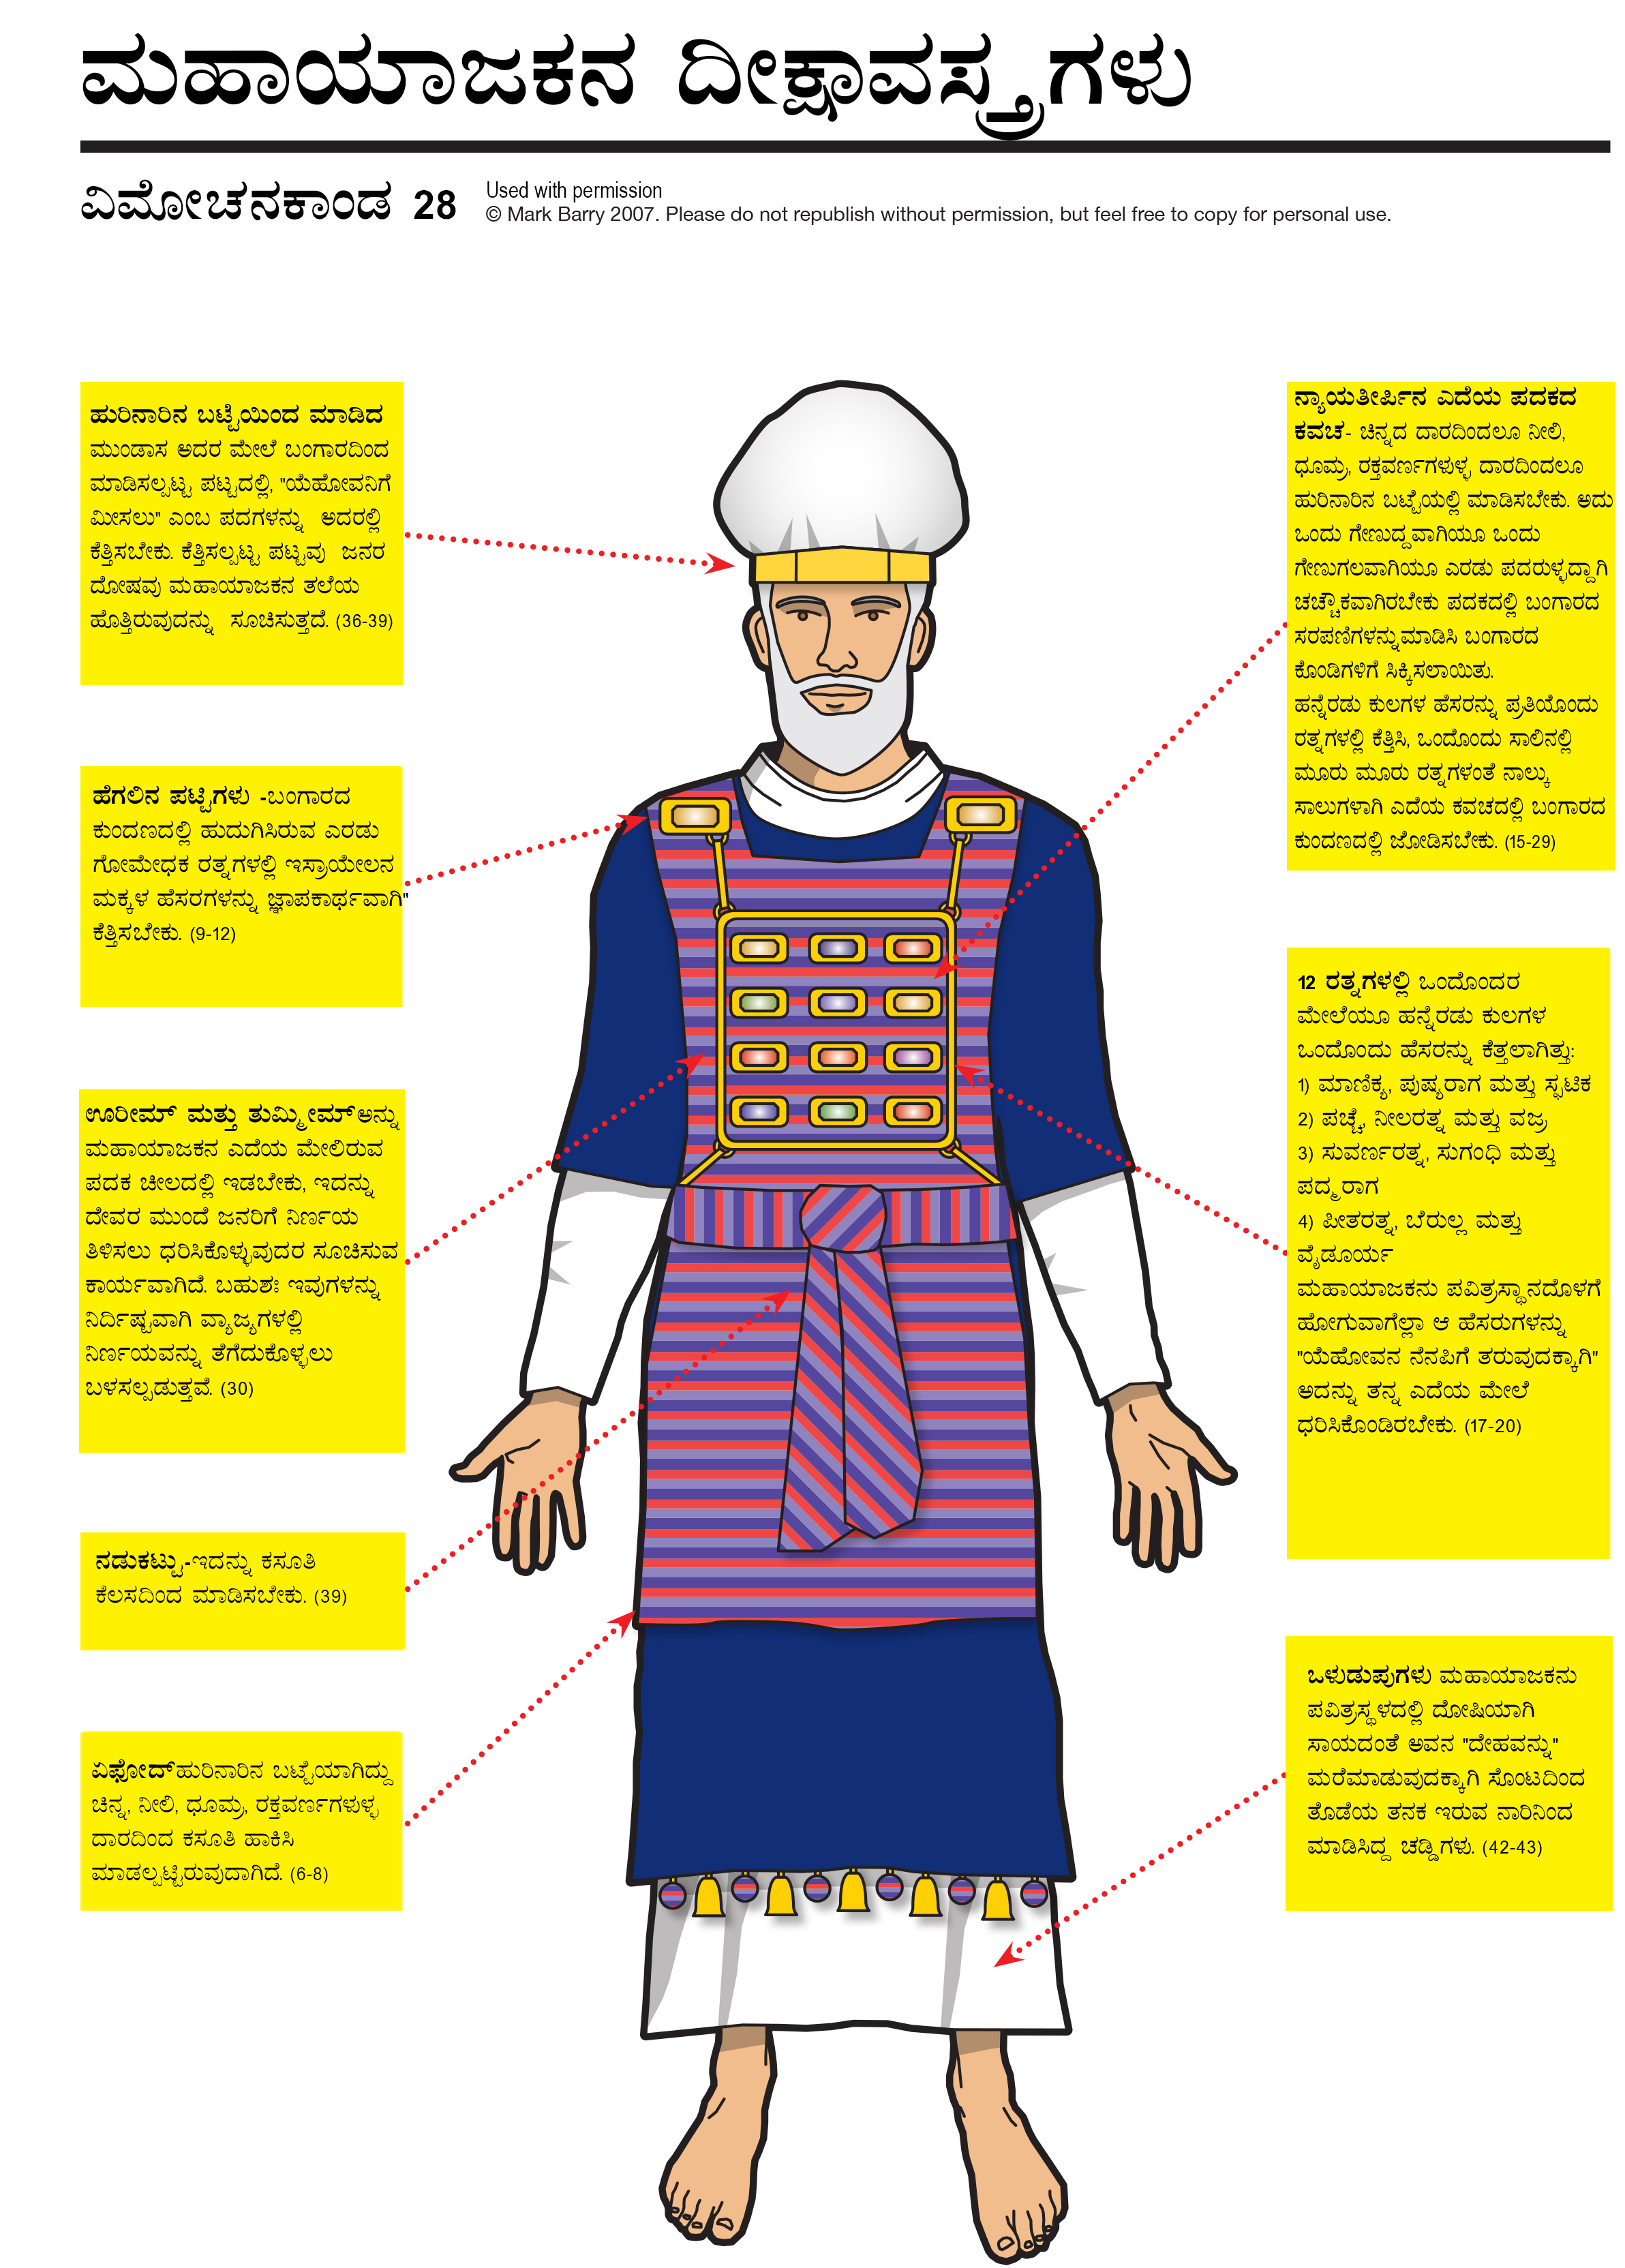 ಮಹಾಯಾಜಕನ ದೀಕ್ಷಾವಸ್ತ್ರಗಳು
ವಿಮೋಚನಕಾಂಡ 28
Used with permission
© Mark Barry 2007. Please do not republish without permission, but feel free to copy for personal use.
ಹುರಿನಾರಿನ ಬಟ್ಟೆಯಿಂದ ಮಾಡಿದ
ಮುಂಡಾಸ ಅದರ ಮೇಲೆ ಬಂಗಾರದಿಂದ
ಮಾಡಿಸಲ್ಪಟ್ಟ ಪಟ್ಟದಲ್ಲಿ, "ಯೆಹೋವನಿಗೆ
ಮೀಸಲು" ಎಂಬ ಪದಗಳನ್ನು ಅದರಲ್ಲಿ
ಕೆತ್ತಿಸಬೇಕು. ಕೆತ್ತಿಸಲ್ಪಟ್ಟ ಪಟ್ಟವು ಜನರ
ದೋಷವು ಮಹಾಯಾಜಕನ ತಲೆಯ
ಹೊತ್ತಿರುವುದನ್ನು ಸೂಚಿಸುತ್ತದೆ. (36-39)
ಹೆಗಲಿನ ಪಟ್ಟಿಗಳು -ಬಂಗಾರದ
ಕುಂದಣದಲ್ಲಿ ಹುದುಗಿಸಿರುವ ಎರಡು
ಗೋಮೇಧಕ ರತ್ನಗಳಲ್ಲಿ ಇಸ್ರಾಯೇಲನ
ಮಕ್ಕಳ ಹೆಸರಗಳನ್ನು ಜ್ಞಾಪಕಾರ್ಥವಾಗಿ"
ಕೆತ್ತಿಸಬೇಕು. (9-12)
ಊರೀಮ್ ಮತ್ತು ತುಮ್ಮೀಮ್ ಅನ್ನು
ಮಹಾಯಾಜಕನ ಎದೆಯ ಮೇಲಿರುವ
ಪದಕ ಚೀಲದಲ್ಲಿ ಇಡಬೇಕು, ಇದನ್ನು
ದೇವರ ಮುಂದೆ ಜನರಿಗೆ ನಿರ್ಣಯ
ತಿಳಿಸಲು ಧರಿಸಿಕೊಳ್ಳುವುದರ ಸೂಚಿಸುವ
ಕಾರ್ಯವಾಗಿದೆ. ಬಹುಶಃ ಇವುಗಳನ್ನು
ನಿರ್ದಿಷ್ಟವಾಗಿ ವ್ಯಾಜ್ಯಗಳಲ್ಲಿ
ನಿರ್ಣಯವನ್ನು ತೆಗೆದುಕೊಳ್ಳಲು
ಬಳಸಲ್ಪಡುತ್ತವೆ. (30)
ನಡುಕಟ್ಟು-ಇದನ್ನು ಕಸೂತಿ
ಕೆಲಸದಿಂದ ಮಾಡಿಸಬೇಕು. (39)
ಏಫೋದ್ ಹುರಿನಾರಿನ ಬಟ್ಟೆಯಾಗಿದ್ದು
ಚಿನ್ನ, ನೀಲಿ, ಧೂಮ್ರ, ರಕ್ತವರ್ಣಗಳುಳ್ಳ
ದಾರದಿಂದ ಕಸೂತಿ ಹಾಕಿಸಿ
ಮಾಡಲ್ಪಟ್ಟಿರುವುದಾಗಿದೆ. (6-8)
ನ್ಯಾಯತೀರ್ಪಿನ ಎದೆಯ ಪದಕದ
ಕವಚ- ಚಿನ್ನದ ದಾರದಿಂದಲೂ ನೀಲಿ,
ಧೂಮ್ರ, ರಕ್ತವರ್ಣಗಳುಳ್ಳ ದಾರದಿಂದಲೂ
ಹುರಿನಾರಿನ ಬಟ್ಟೆಯಲ್ಲಿ ಮಾಡಿಸಬೇಕು. ಅದು
ಒಂದು ಗೇಣುದ್ದವಾಗಿಯೂ ಒಂದು
ಗೇಣುಗಲವಾಗಿಯೂ ಎರಡು ಪದರುಳ್ಳದ್ದಾಗಿ
ಚಚ್ಚೌಕವಾಗಿರಬೇಕು ಪದಕದಲ್ಲಿ ಬಂಗಾರದ
ಸರಪಣಿಗಳನ್ನುಮಾಡಿಸಿ ಬಂಗಾರದ
ಕೊಂಡಿಗಳಿಗೆ ಸಿಕ್ಕಿಸಲಾಯಿತು.
ಹನ್ನೆರಡು ಕುಲಗಳ ಹೆಸರನ್ನು ಪ್ರತಿಯೊಂದು
ರತ್ನಗಳಲ್ಲಿ ಕೆತ್ತಿಸಿ, ಒಂದೊಂದು ಸಾಲಿನಲ್ಲಿ
ಮೂರು ಮೂರು ರತ್ನಗಳಂತೆ ನಾಲ್ಕು
ಸಾಲುಗಳಾಗಿ ಎದೆಯ ಕವಚದಲ್ಲಿ ಬಂಗಾರದ
ಕುಂದಣದಲ್ಲಿ ಜೋಡಿಸಬೇಕು. (15-29)
12 ರತ್ನಗಳಲ್ಲಿ ಒಂದೊಂದರ
ಮೇಲೆಯೂ ಹನ್ನೆರಡು ಕುಲಗಳ
ಒಂದೊಂದು ಹೆಸರನ್ನು ಕೆತ್ತಲಾಗಿತ್ತು:
1) ಮಾಣಿಕ್ಯ, ಪುಷ್ಯರಾಗ ಮತ್ತು ಸ್ಫಟಿಕ
2) ಪಚ್ಚೆ, ನೀಲರತ್ನ ಮತ್ತು ವಜ್ರ
3) ಸುವರ್ಣರತ್ನ, ಸುಗಂಧಿ ಮತ್ತು
ಪದ್ಮರಾಗ
4) ಪೀತರತ್ನ, ಬೆರುಲ್ಲ ಮತ್ತು
ವೈಡೂರ್ಯ
ಮಹಾಯಾಜಕನು ಪವಿತ್ರಸ್ಥಾನದೊಳಗೆ
ಹೋಗುವಾಗೆಲ್ಲಾ ಆ ಹೆಸರುಗಳನ್ನು
"ಯೆಹೋವನ ನೆನಪಿಗೆ ತರುವುದಕ್ಕಾಗಿ"
ಅದನ್ನು ತನ್ನ ಎದೆಯ ಮೇಲೆ
ಧರಿಸಿಕೊಂಡಿರಬೇಕು. (17-20)
ಒಳುಡುಪುಗಳು ಮಹಾಯಾಜಕನು
ಪವಿತ್ರಸ್ಥಳದಲ್ಲಿ ದೋಷಿಯಾಗಿ
ಸಾಯದಂತೆ ಅವನ "ದೇಹವನ್ನು"
ಮರೆಮಾಡುವುದಕ್ಕಾಗಿ ಸೊಂಟದಿಂದ
ತೊಡೆಯ ತನಕ ಇರುವ ನಾರಿನಿಂದ
ಮಾಡಿಸಿದ್ದ ಚಡ್ಡಿಗಳು. (42-43)